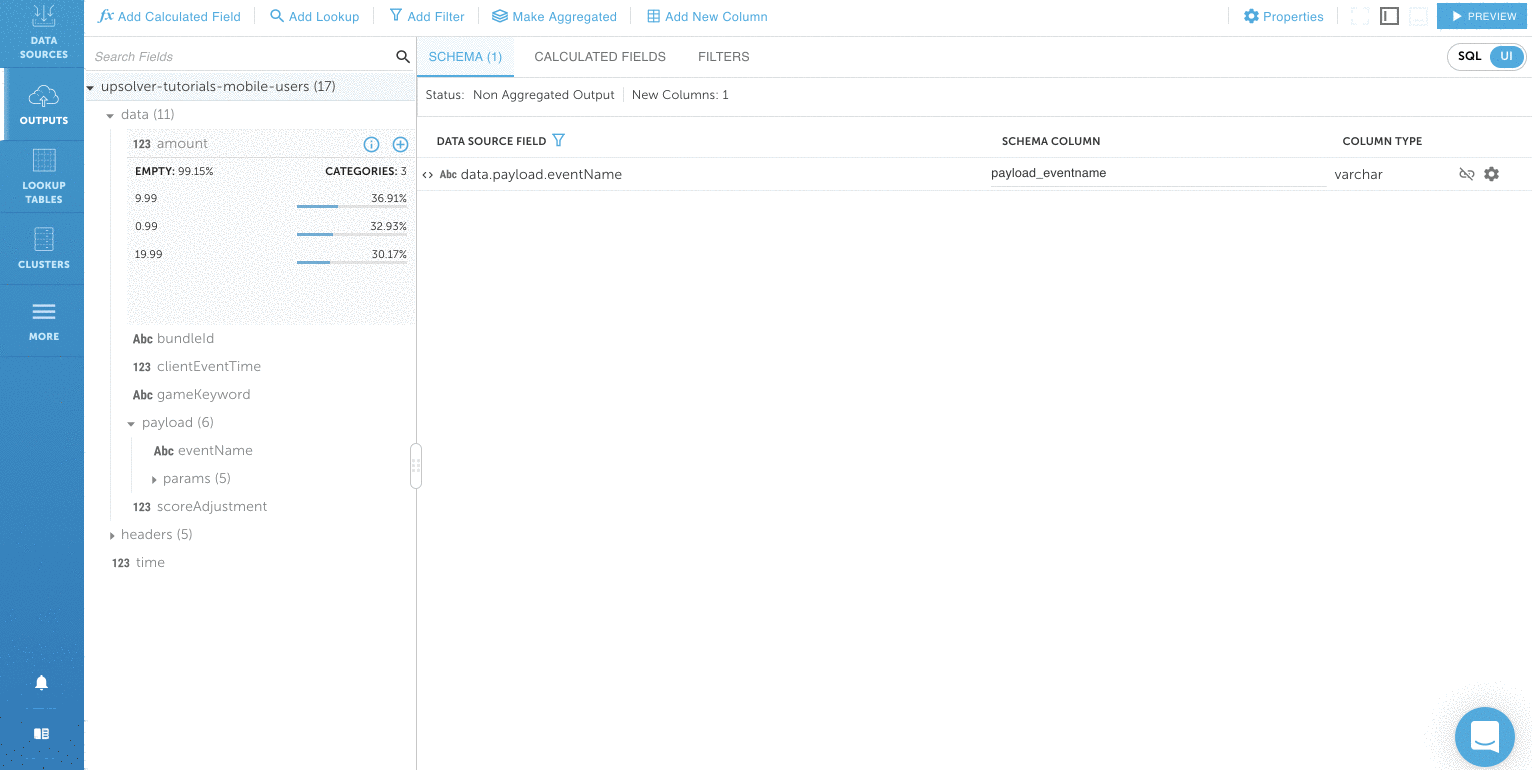 DATA
SOURCES
OUTPUTS
LOOKUP
TABLES
CLUSTERS
MORE
fx Add Calculated Field
Add Lookup
Add Filter
Make Aggregated
Add New Column
Properties
PREVIEW
Search Fields
upsolver-tutorials-mobile-users (17)
data (11)
123 amount
EMPTY: 99.15% CATEGORIES: 3
9.99 36.91%
0.99 32.93%
19.99 30.17%
Abc bundleId
123 clientEventTime
Abc gameKeyword
payload (6)
Abc eventName
params (5)
123 scoreAdjustment
headers (5)
123 time
SCHEMA (1) CALCULATED FIELDS FILTERS
SQL UI
Status: Non Aggregated Output New Columns: 1
DATA SOURCE FIELD SCHEMA COLUMN COLUMN TYPE
<> Abc data.payload.eventName payload_eventname varchar